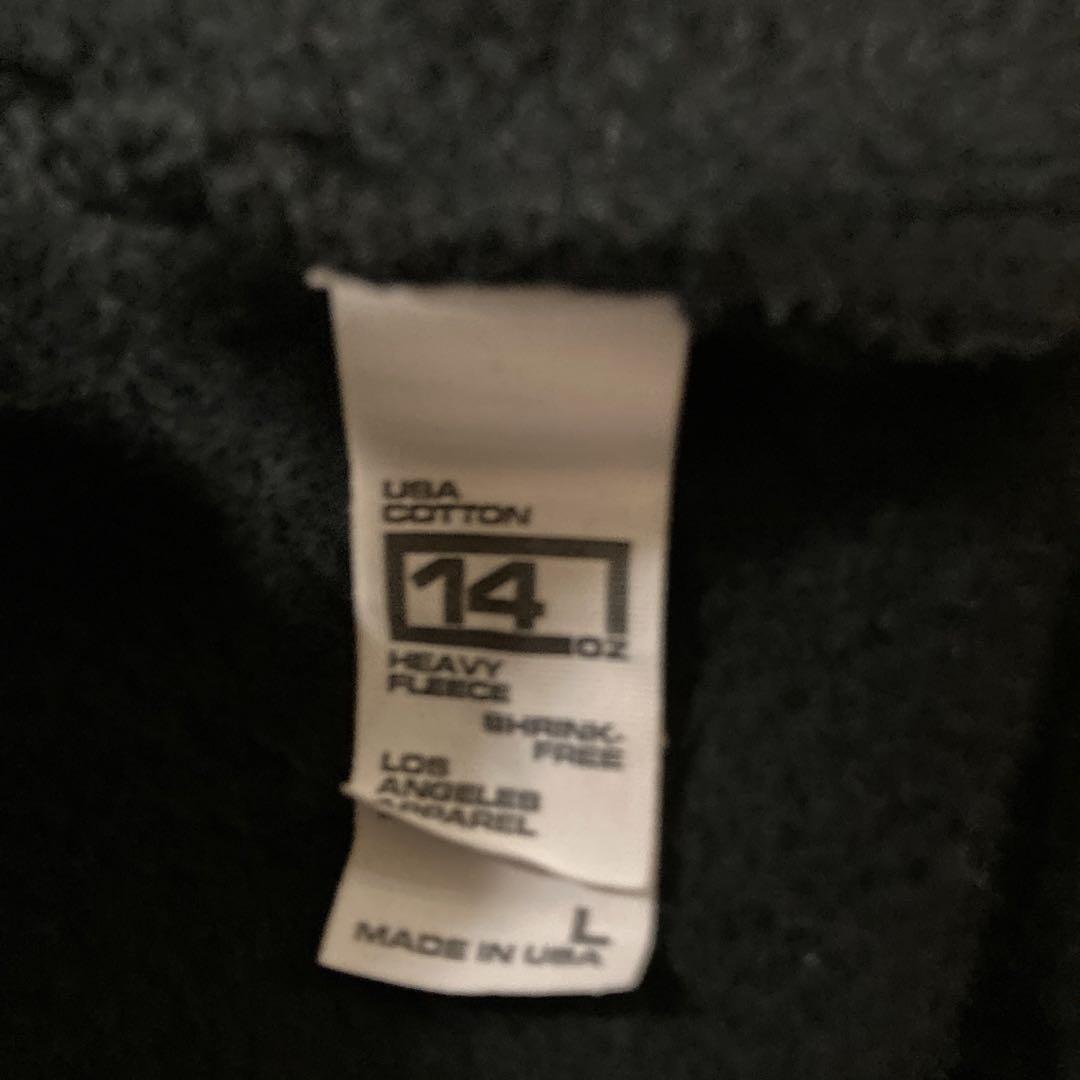 USA
COTTON
14
OZ
HEAVY
FLEECE
SHRINK-
FREE
LOS
ANGELES
APPAREL
L
MADE IN USA